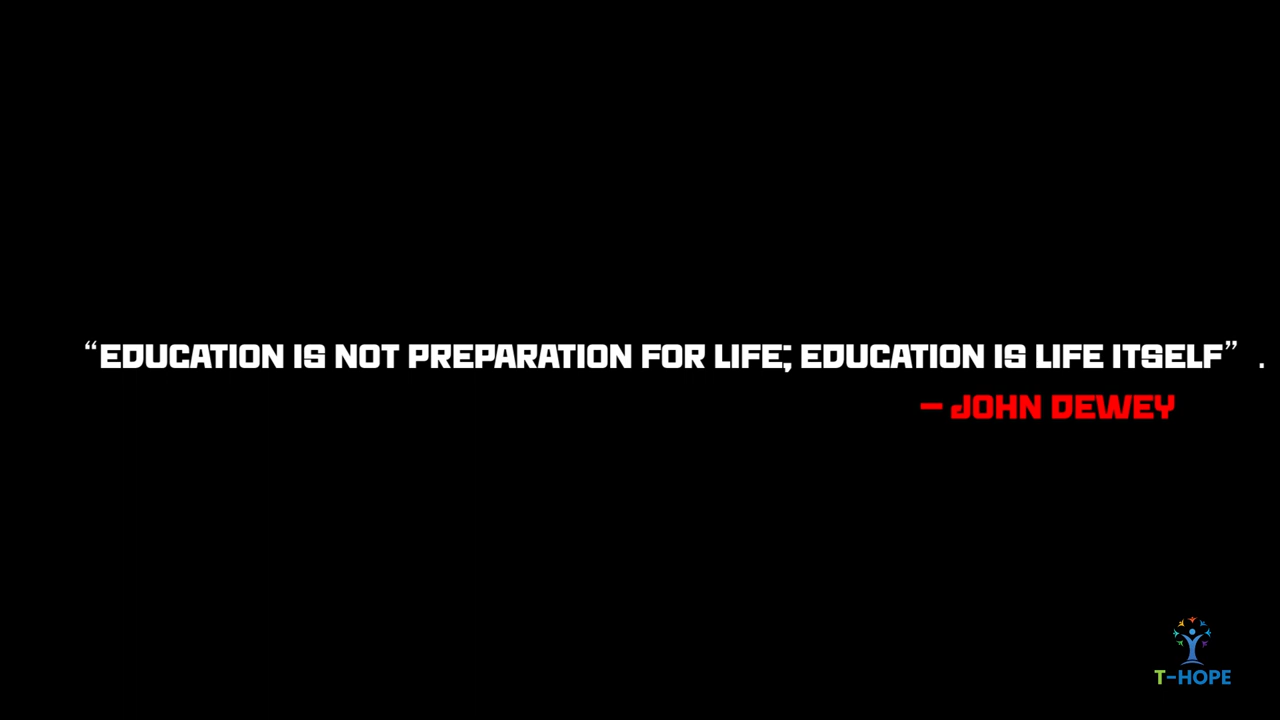 “EDUCATION IS NOT PREPARATION FOR LIFE; EDUCATION IS LIFE ITSELF” .
– JOHN DEWEY
T-HOPE